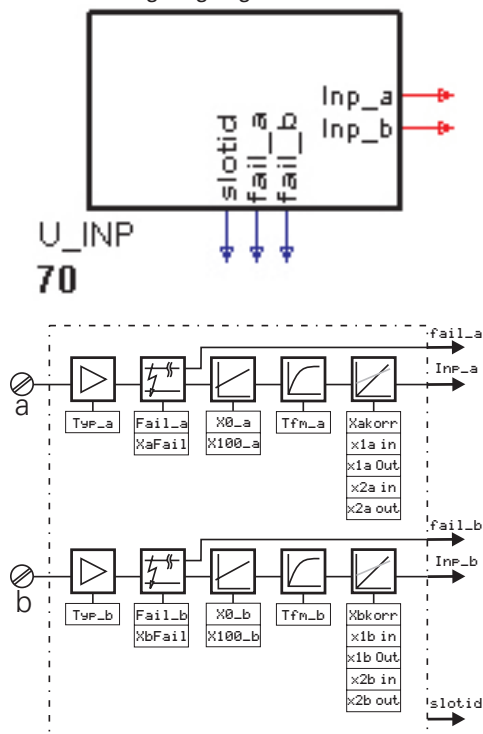 Inp_a
Inp_b
slotid
fail_a
fail_b
U_INP
70
fail_a
Inp_a
a
Typ_a
Fail_a
X0_a
Tfm_a
Xakorr
XaFail
X100_a
x1a in
x1a Out
x2a in
x2a out
fail_b
Inp_b
b
Typ_b
Fail_b
X0_b
Tfm_b
Xbkorr
XbFail
X100_b
x1b in
x1b Out
x2b in
x2b out
slotid